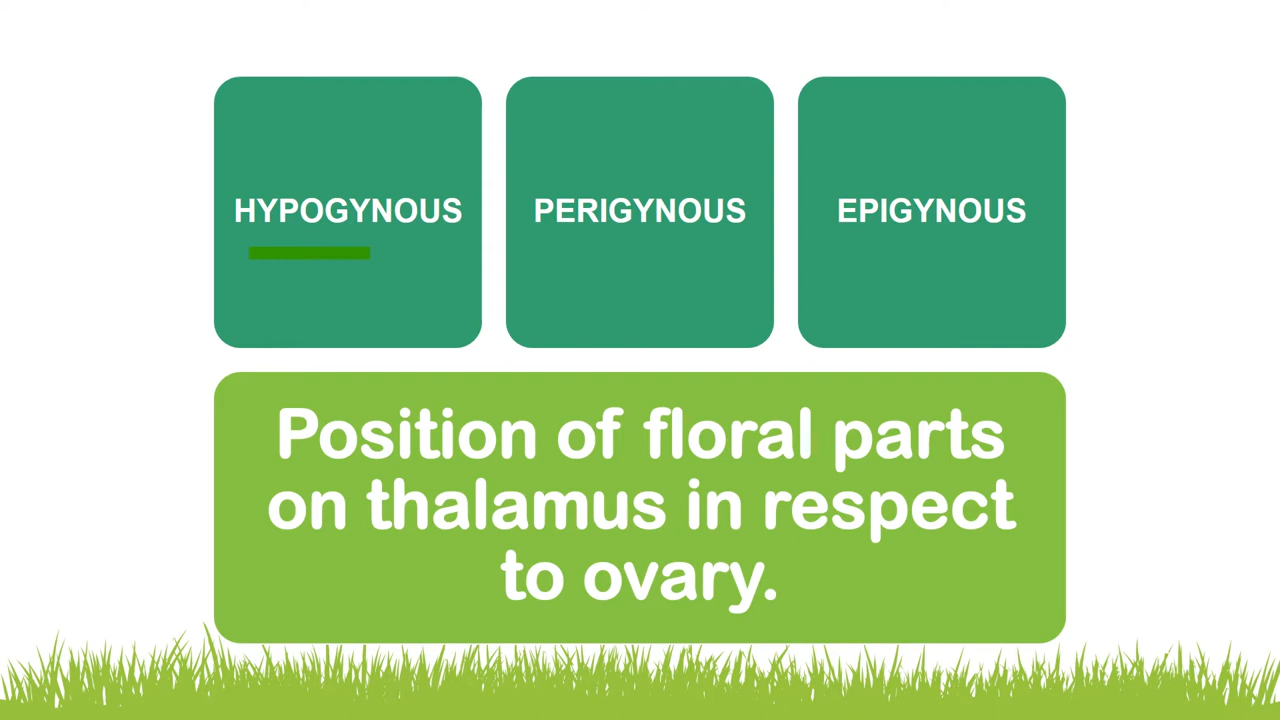 HYPOGYNOUS
PERIGYNOUS
EPIGYNOUS
Position of floral parts
on thalamus in respect
to ovary.